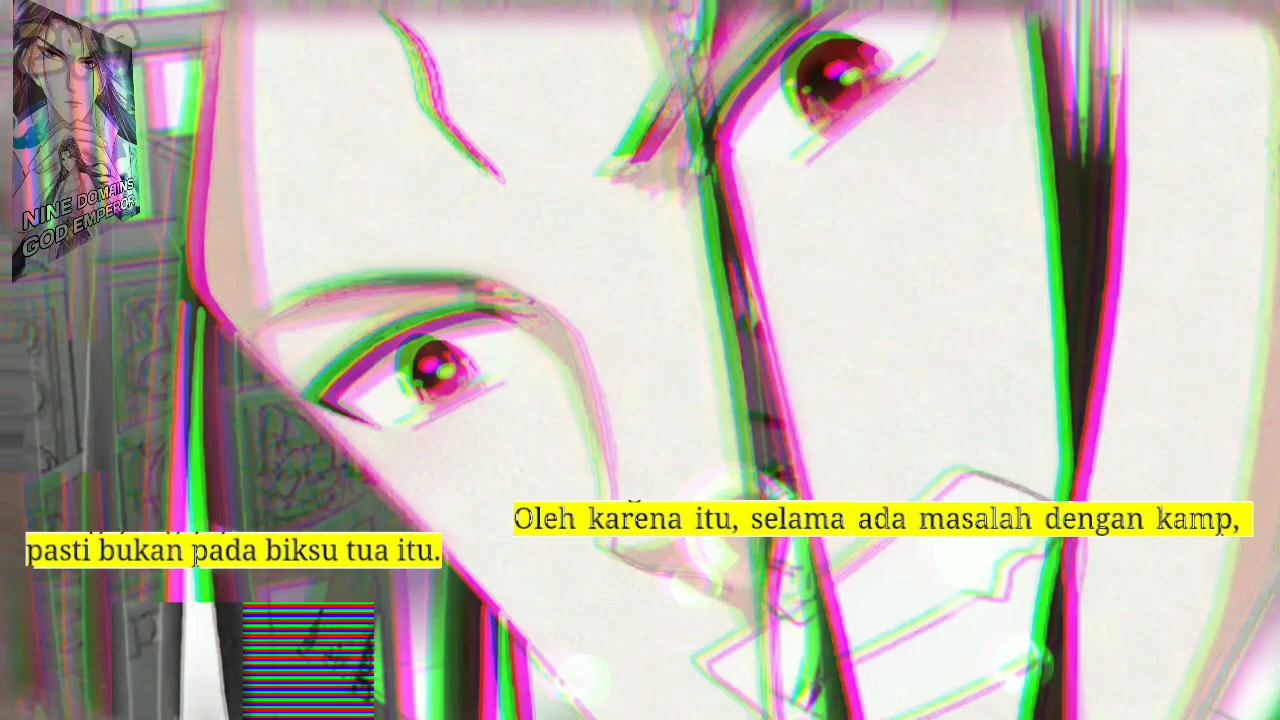 NINE DOMAINS
GOD EMPEROR
Oleh karena itu, selama ada masalah dengan kamp,
pasti bukan pada biksu tua itu.